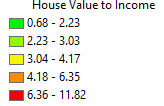 House Value to Income
0.68 - 2.23
2.23 - 3.03
3.04 - 4.17
4.18 - 6.35
6.36 - 11.82